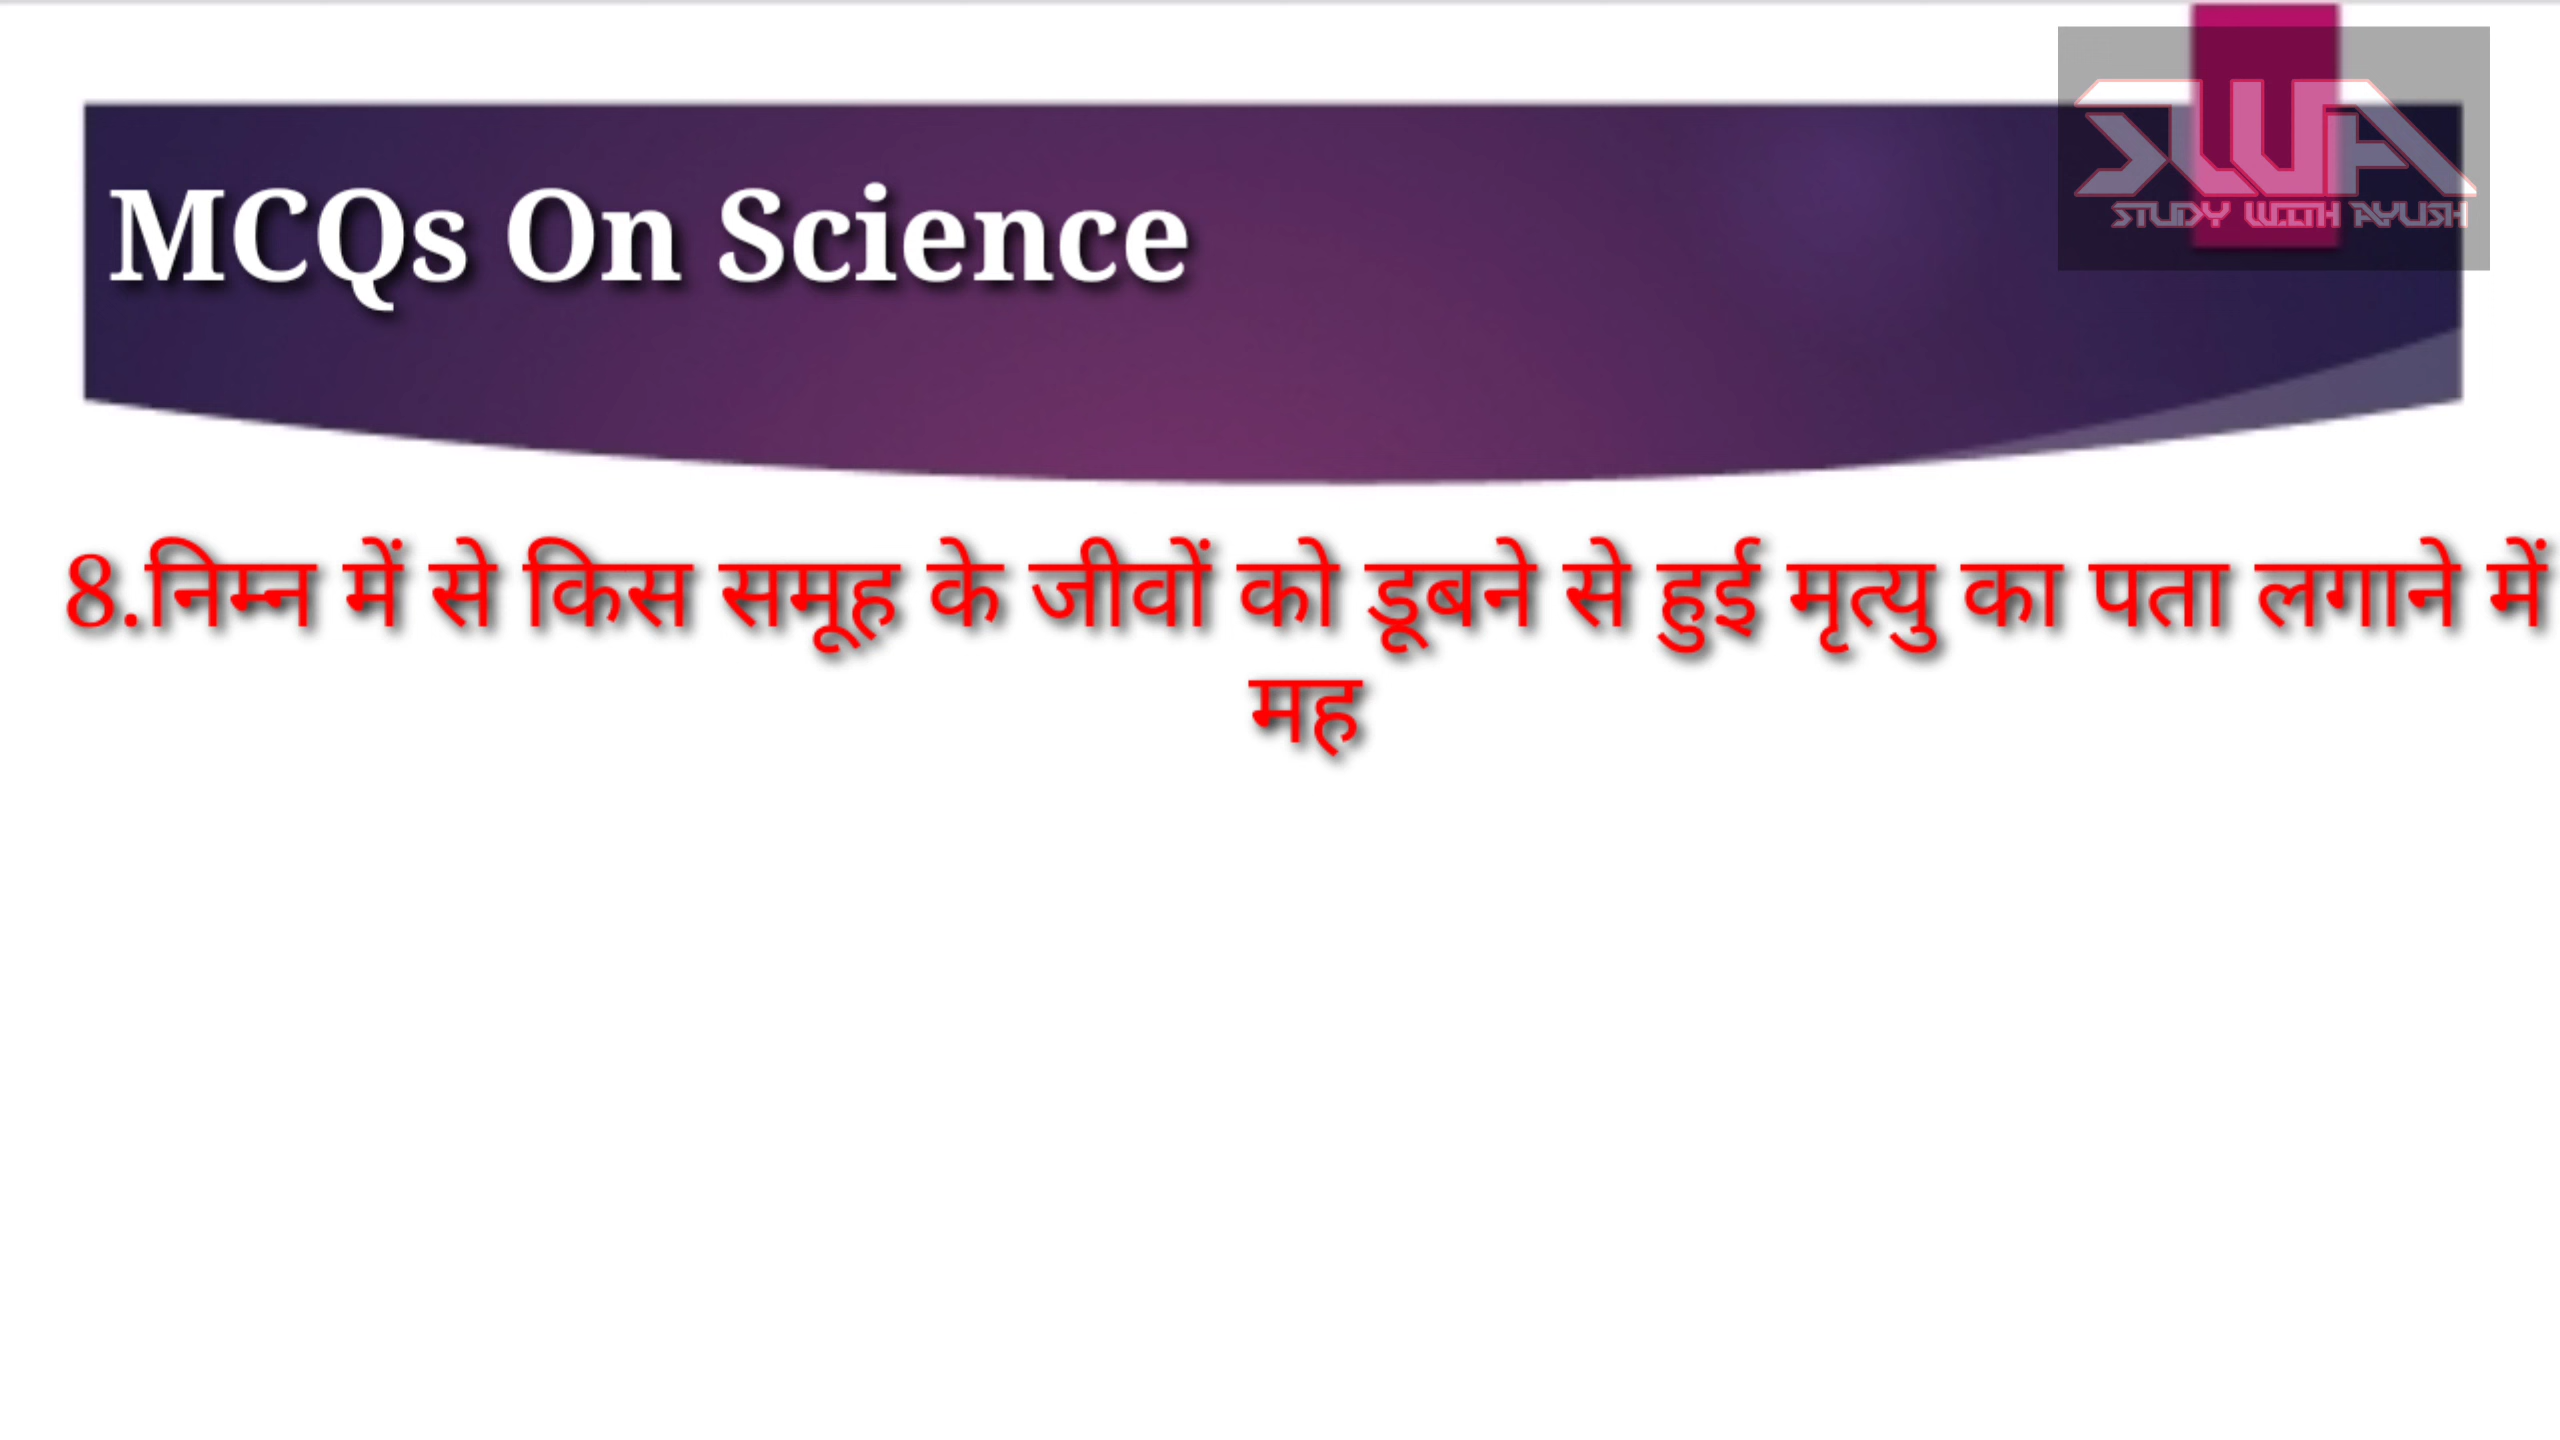 MCQs On Science
STUDY WITH AYUSH
8.निम्न में से किस समूह के जीवों को डूबने से हुई मृत्यु का पता लगाने में
मह